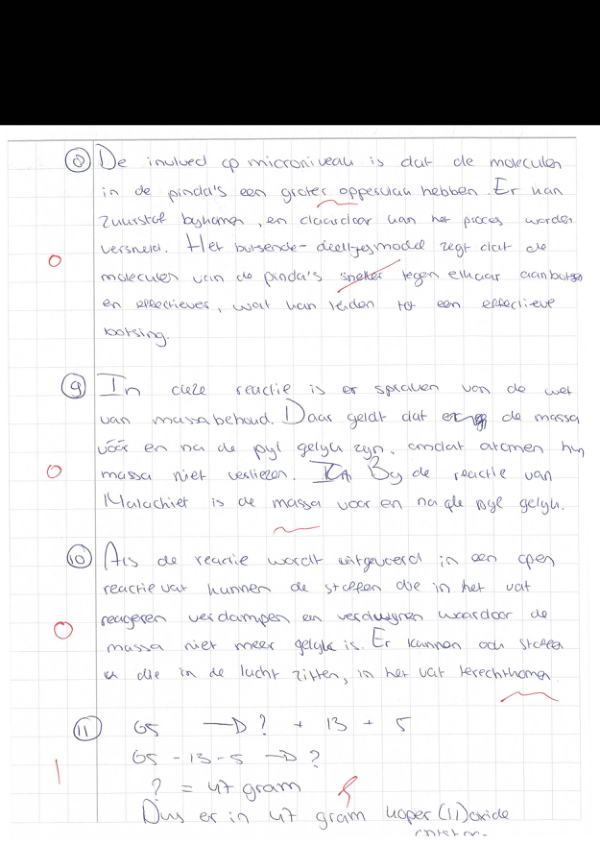 ⑧ De invloed op microniveau is dat de moleculen
in de pinda's een groter oppervlak hebben. Er kan
zuurstof bijkomen, en daardoor kan het proces worden
versneld. Het botsende-deeltjesmodel zegt dat de
0 moleculen van de pinda's sneller tegen elkaar aanbotsen
en effectiever, wat kan leiden tot een effectieve
botsing.
⑨ In deze reactie is er spraken van de wet
van massabehoud. Daar geldt dat de massa
vóór en na de pijl gelijk zijn, omdat atomen hun
0 massa niet verliezen. Bij de reactie van
Malachiet is de massa voor en na de pijl gelijk.
⑩ Als de reactie wordt uitgevoerd in een open
reactievat kunnen de stoffen die in het vat
reageren verdampen en verdwijnen waardoor de
0 massa niet meer gelijk is. Er kunnen ook stoffen
die in de lucht zitten, in het vat terechtkomen.
⑪ 65 → ? + 13 + 5
65 - 13 - 5 → ?
1 ? = 47 gram
Dus er in 47 gram koper(II)oxide